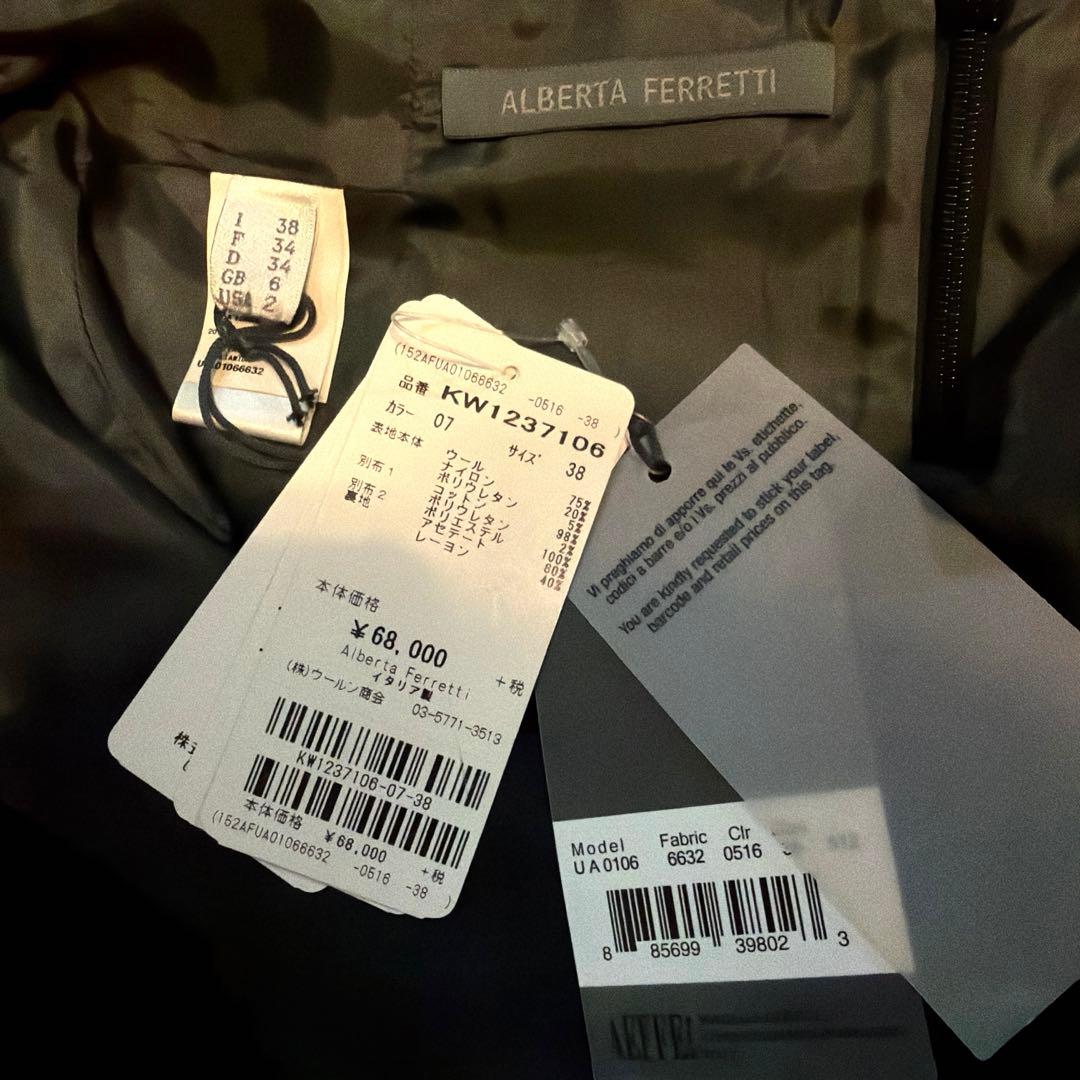 ALBERTA FERRETTI
I 38
F 34
D 34
GB 6
USA 2
UA01066632
(152AFUA01066632 -0516 -38 )
品番 KW1237106
カラー 07 サイズ 38
表地本体 ウール 75%
ナイロン 20%
ポリウレタン 5%
別布1 コットン 98%
ポリウレタン 2%
別布2 ポリエステル 100%
裏地 アセテート 60%
レーヨン 40%
本体価格
¥68,000
+税
Alberta Ferretti
イタリア製
(株)ウールン商会 03-5771-3513
KW1237106-07-38
本体価格 ¥68,000 +税
(152AFUA01066632 -0516 -38 )
Vi preghiamo di apporre qui le Vs. etichette,
codici a barre e/o i Vs. prezzi al pubblico.
You are kindly requested to stick your label,
barcode and retail prices on this tag.
Model Fabric Clr
UA0106 6632 0516
8 85699 39802 3